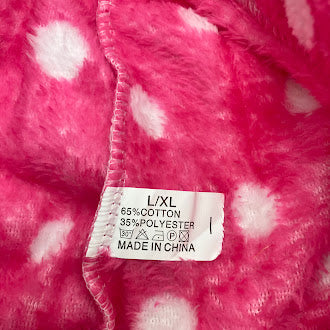 L/XL
65%COTTON
35%POLYESTER
MADE IN CHINA